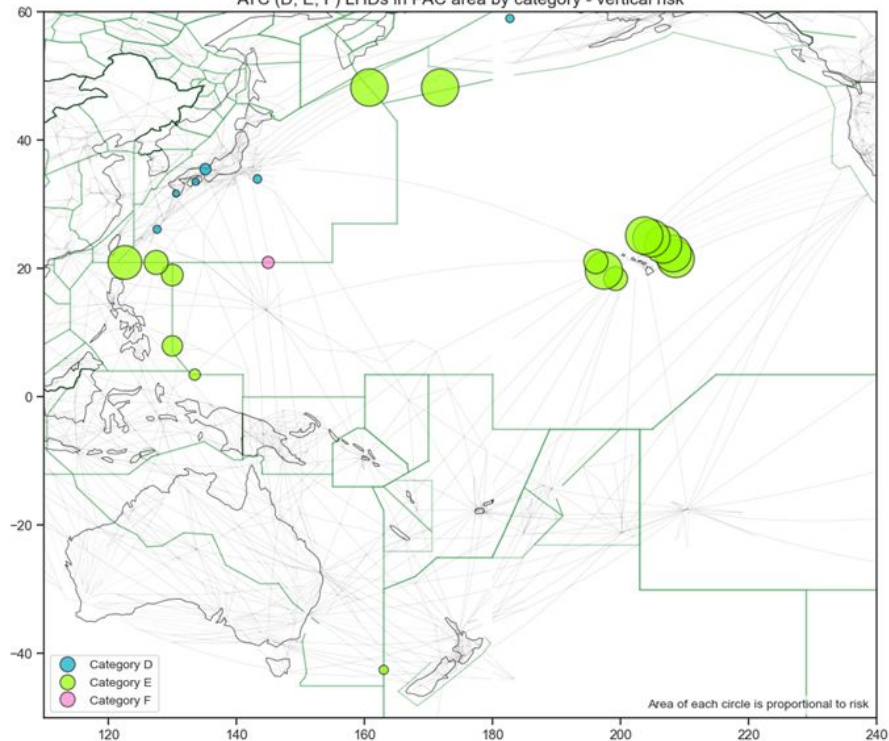 ATC (D, E, F) LHDs in PAC area by category - vertical risk
60
40
20
0
−20
−40
Category D
Category E
Category F
Area of each circle is proportional to risk
120
140
160
180
200
220
240